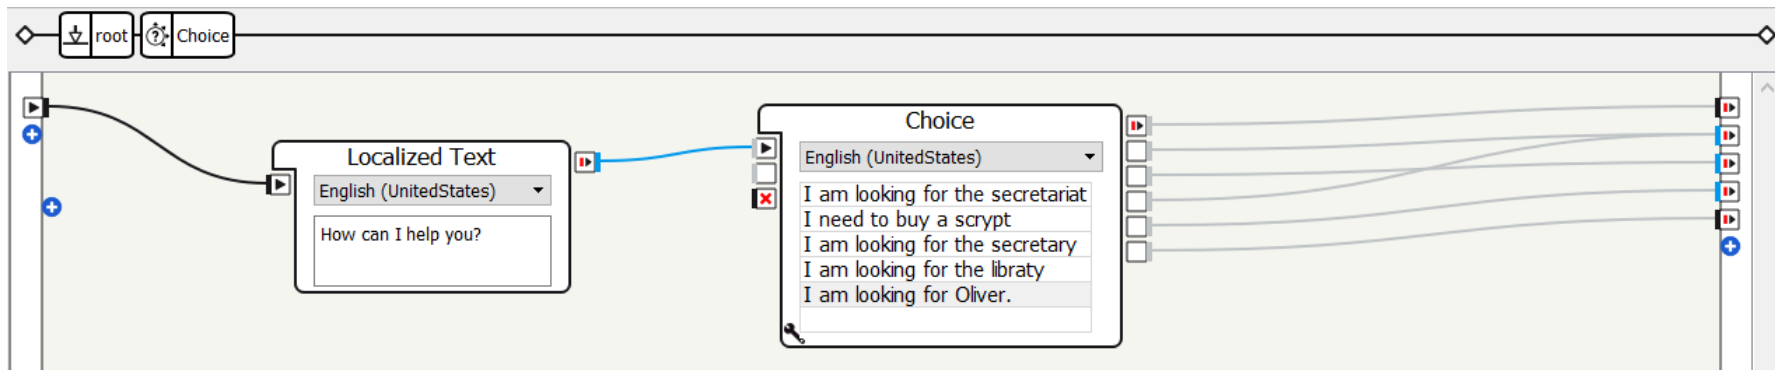 root
Choice
Localized Text
English (UnitedStates)
How can I help you?
Choice
English (UnitedStates)
I am looking for the secretariat
I need to buy a scrypt
I am looking for the secretary
I am looking for the libraty
I am looking for Oliver.